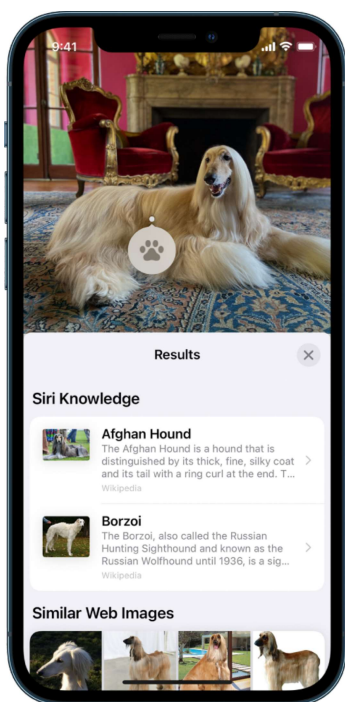 9:41
Results
Siri Knowledge
Afghan Hound
The Afghan Hound is a hound that is
distinguished by its thick, fine, silky coat
and its tail with a ring curl at the end. T...
Wikipedia
Borzoi
The Borzoi, also called the Russian
Hunting Sighthound and known as the
Russian Wolfhound until 1936, is a sig...
Wikipedia
Similar Web Images